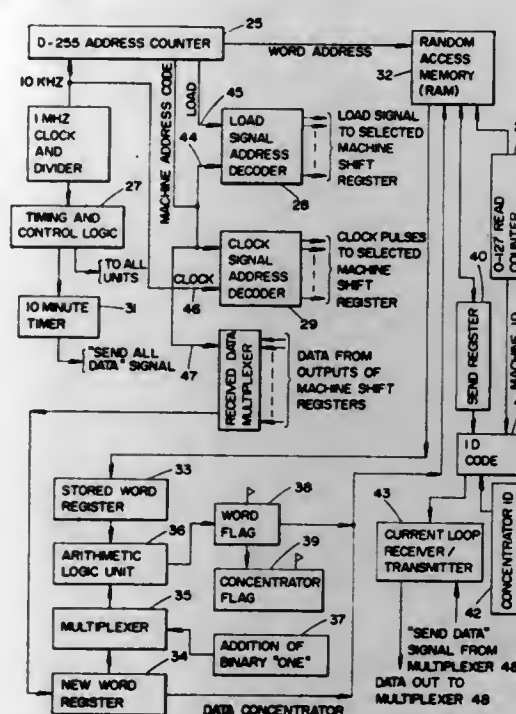 25
D-255 ADDRESS COUNTER
WORD ADDRESS
RANDOM
ACCESS
MEMORY
(RAM)
32
10 KHZ
MACHINE ADDRESS CODE
LOAD
45
44
1 MHZ
CLOCK
AND
DIVIDER
LOAD
SIGNAL
ADDRESS
DECODER
28
LOAD SIGNAL
TO SELECTED
MACHINE
SHIFT
REGISTER
27
TIMING AND
CONTROL LOGIC
TO ALL
UNITS
CLOCK
46
CLOCK
SIGNAL
ADDRESS
DECODER
29
CLOCK PULSES
TO SELECTED
MACHINE
SHIFT
REGISTER
40
0-127 READ
COUNTER
10 MINUTE
TIMER
31
"SEND ALL
DATA" SIGNAL
47
RECEIVED DATA
MULTIPLEXER
DATA FROM
OUTPUTS OF
MACHINE SHIFT
REGISTERS
SEND REGISTER
MACHINE ID
ID
CODE
33
STORED WORD
REGISTER
36
ARITHMETIC
LOGIC UNIT
38
WORD
FLAG
39
CONCENTRATOR
FLAG
43
CURRENT LOOP
RECEIVER/
TRANSMITTER
CONCENTRATOR ID
42
35
MULTIPLEXER
37
ADDITION OF
BINARY "ONE"
34
NEW WORD
REGISTER
"SEND DATA"
SIGNAL FROM
MULTIPLEXER 48
DATA OUT TO
MULTIPLEXER 48
DATA CONCENTRATOR